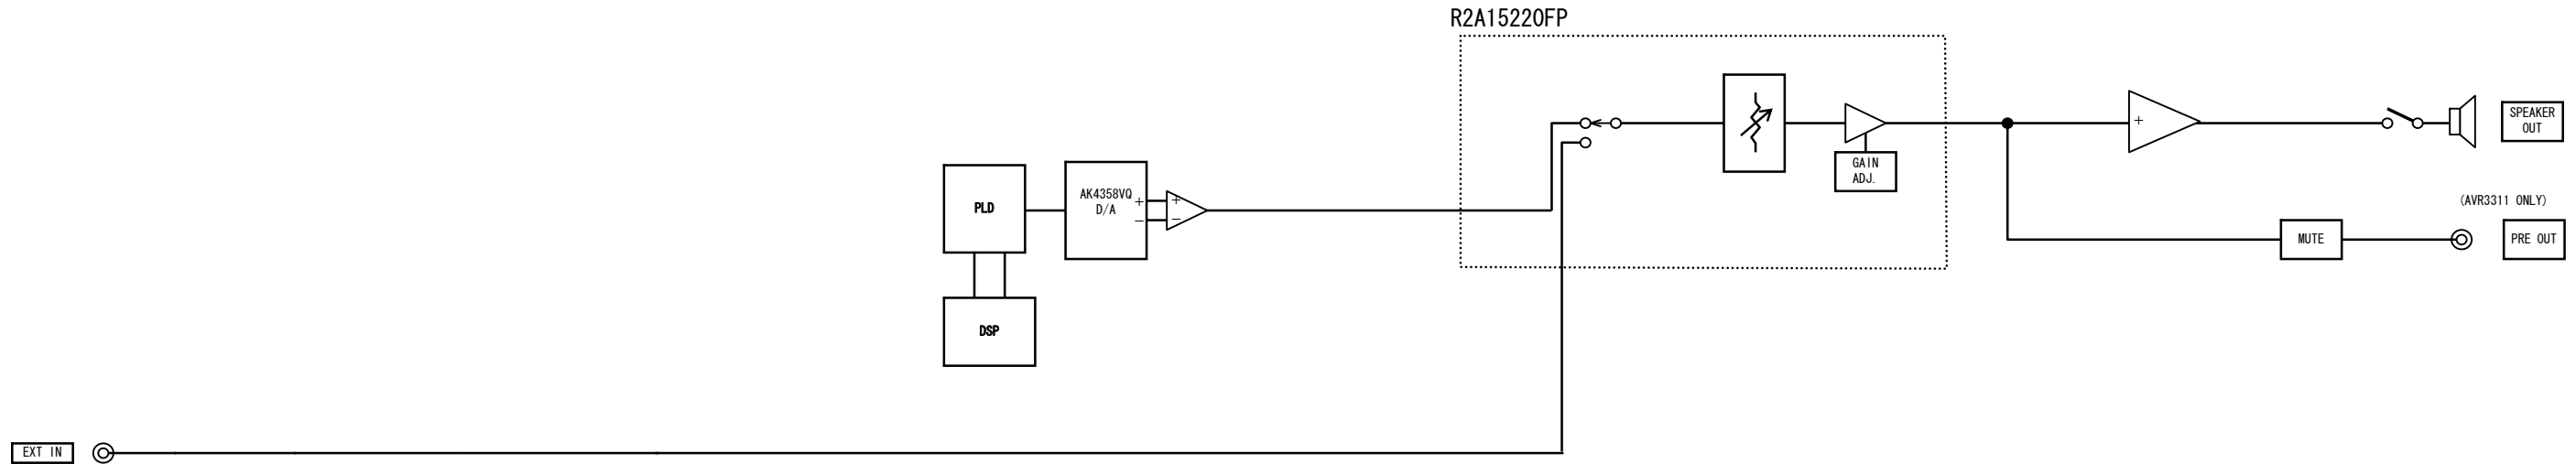 R2A15220FP
SPEAKER
OUT
+
GAIN
ADJ.
PLD
AK4358VQ
D/A
+
−
+
−
(AVR3311 ONLY)
MUTE
PRE OUT
DSP
EXT IN